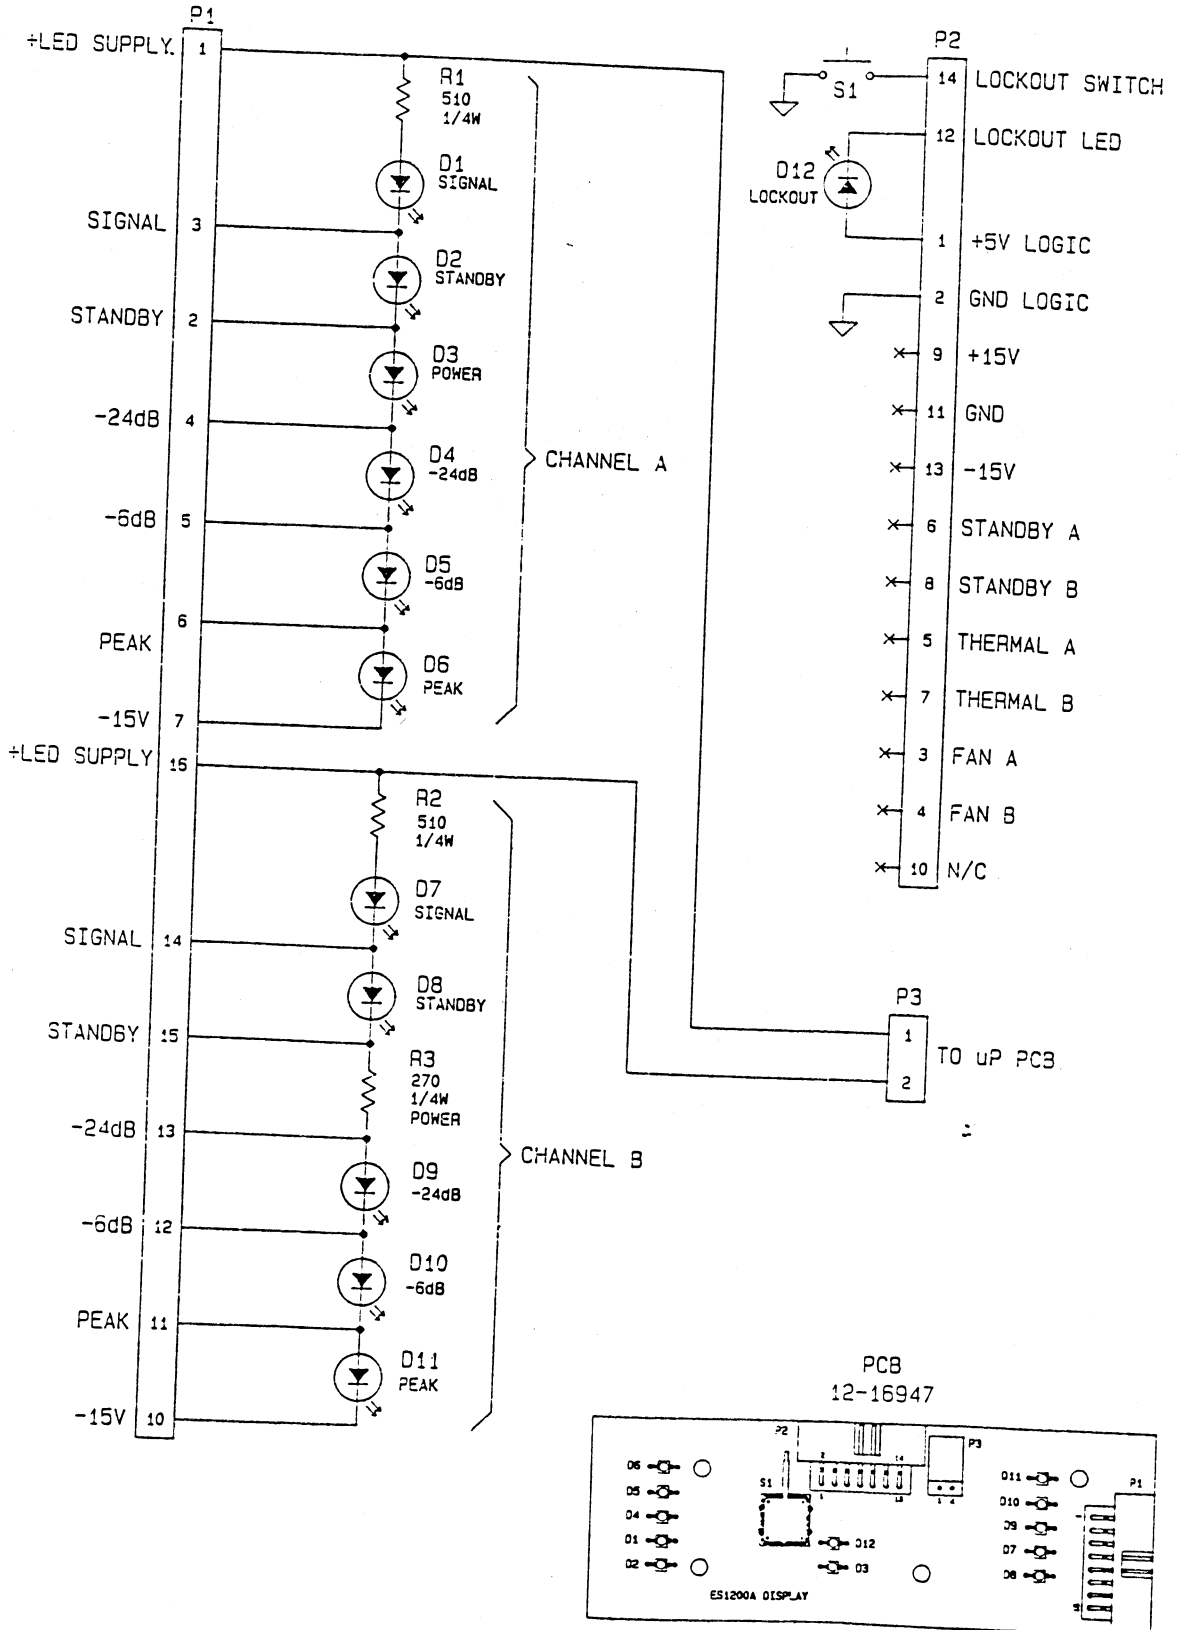 P1
+LED SUPPLY. 1
R1
510
1/4W
D1
SIGNAL
SIGNAL 3
D2
STANDBY
STANDBY 2
D3
POWER
-24dB 4
D4
-24dB
CHANNEL A
-6dB 5
D5
-6dB
6
PEAK
D6
PEAK
-15V 7
+LED SUPPLY 15
R2
510
1/4W
D7
SIGNAL
SIGNAL 14
D8
STANDBY
STANDBY 15
R3
270
1/4W
POWER
-24dB 13
CHANNEL B
D9
-24dB
-6dB 12
D10
-6dB
PEAK 11
D11
PEAK
-15V 10
P2
14 LOCKOUT SWITCH
S1
12 LOCKOUT LED
D12
LOCKOUT
1 +5V LOGIC
2 GND LOGIC
9 +15V
11 GND
13 -15V
6 STANDBY A
8 STANDBY B
5 THERMAL A
7 THERMAL B
3 FAN A
4 FAN B
10 N/C
P3
1
TO uP PCB
2
PCB
12-16947
P2
P3
D6
D5
D4
D1
D2
S1
2
14
1
13
D12
D3
D11
D10
D9
D7
D8
P1
ES1200A DISPLAY